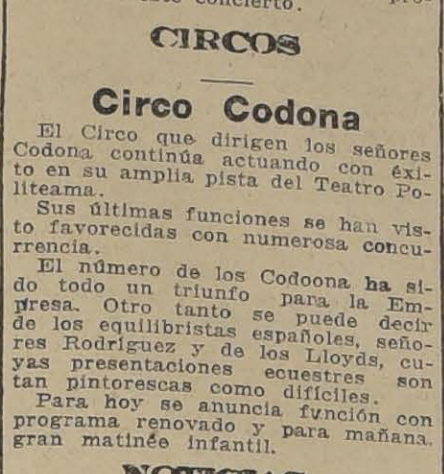 este concierto.
CIRCOS
Circo Codona
El Circo que dirigen los señores
Codona continúa actuando con éxi-
to en su amplia pista del Teatro Po-
liteama.
Sus últimas funciones se han vis-
to favorecidas con numerosa concu-
rrencia.
El número de los Codoona ha si-
do todo un triunfo para la Em-
presa. Otro tanto se puede decir
de los equilibristas españoles, seño-
res Rodríguez y de los Lloyds, cu-
yas presentaciones ecuestres son
tan pintorescas como difíciles.
Para hoy se anuncia función con
programa renovado y para mañana,
gran matinée infantil.